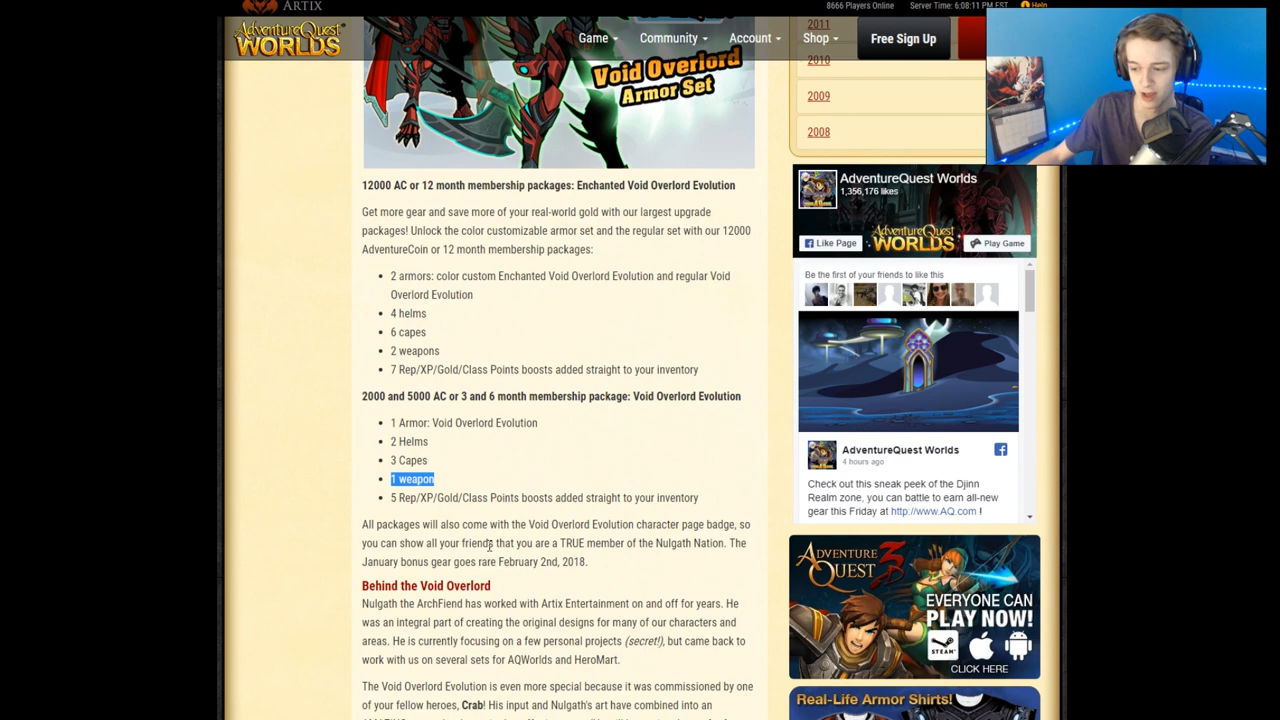 ARTIX
8666 Players Online
Server Time: 6:08:11 PM EST
Help
AdventureQuest
WORLDS
Game
Community
Account
Shop
Free Sign Up
Void Overlord
Armor Set
12000 AC or 12 month membership packages: Enchanted Void Overlord Evolution
Get more gear and save more of your real-world gold with our largest upgrade
packages! Unlock the color customizable armor set and the regular set with our 12000
AdventureCoin or 12 month membership packages:
2 armors: color custom Enchanted Void Overlord Evolution and regular Void
Overlord Evolution
4 helms
6 capes
2 weapons
7 Rep/XP/Gold/Class Points boosts added straight to your inventory
2000 and 5000 AC or 3 and 6 month membership package: Void Overlord Evolution
1 Armor: Void Overlord Evolution
2 Helms
3 Capes
1 weapon
5 Rep/XP/Gold/Class Points boosts added straight to your inventory
All packages will also come with the Void Overlord Evolution character page badge, so
you can show all your friends that you are a TRUE member of the Nulgath Nation. The
January bonus gear goes rare February 2nd, 2018.
Behind the Void Overlord
Nulgath the ArchFiend has worked with Artix Entertainment on and off for years. He
was an integral part of creating the original designs for many of our characters and
areas. He is currently focusing on a few personal projects (secret!), but came back to
work with us on several sets for AQWorlds and HeroMart.
The Void Overlord Evolution is even more special because it was commissioned by one
of your fellow heroes, Crab! His input and Nulgath's art have combined into an
2011
2010
2009
2008
AdventureQuest Worlds
1,356,176 likes
AdventureQuest
WORLDS
Like Page
Play Game
Be the first of your friends to like this
AdventureQuest Worlds
4 hours ago
Check out this sneak peek of the Djinn
Realm zone, you can battle to earn all-new
gear this Friday at http://www.AQ.com !
ADVENTURE
QUEST 3D
EVERYONE CAN
PLAY NOW!
STEAM
CLICK HERE
Real-Life Armor Shirts!